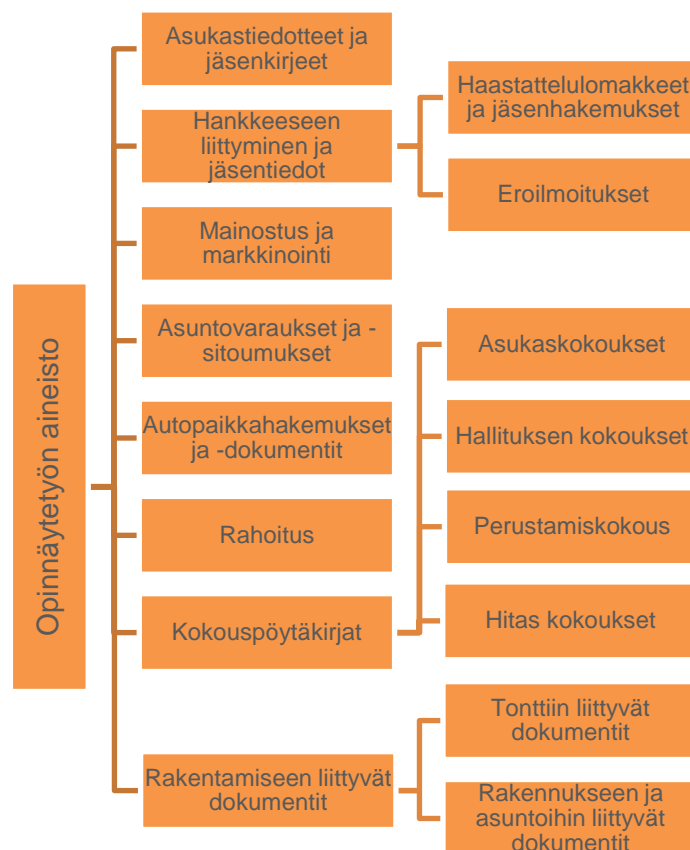 Opinnäytetyön aineisto
Asukastiedotteet ja
jäsenkirjeet
Hankkeeseen
liittyminen ja
jäsentiedot
Haastattelulomakkeet
ja jäsenhakemukset
Eroilmoitukset
Mainostus ja
markkinointi
Asuntovaraukset ja -
sitoumukset
Autopaikkahakemukset
ja -dokumentit
Rahoitus
Kokouspöytäkirjat
Asukaskokoukset
Hallituksen kokoukset
Perustamiskokous
Hitas kokoukset
Rakentamiseen liittyvät
dokumentit
Tonttiin liittyvät
dokumentit
Rakennukseen ja
asuntoihin liittyvät
dokumentit